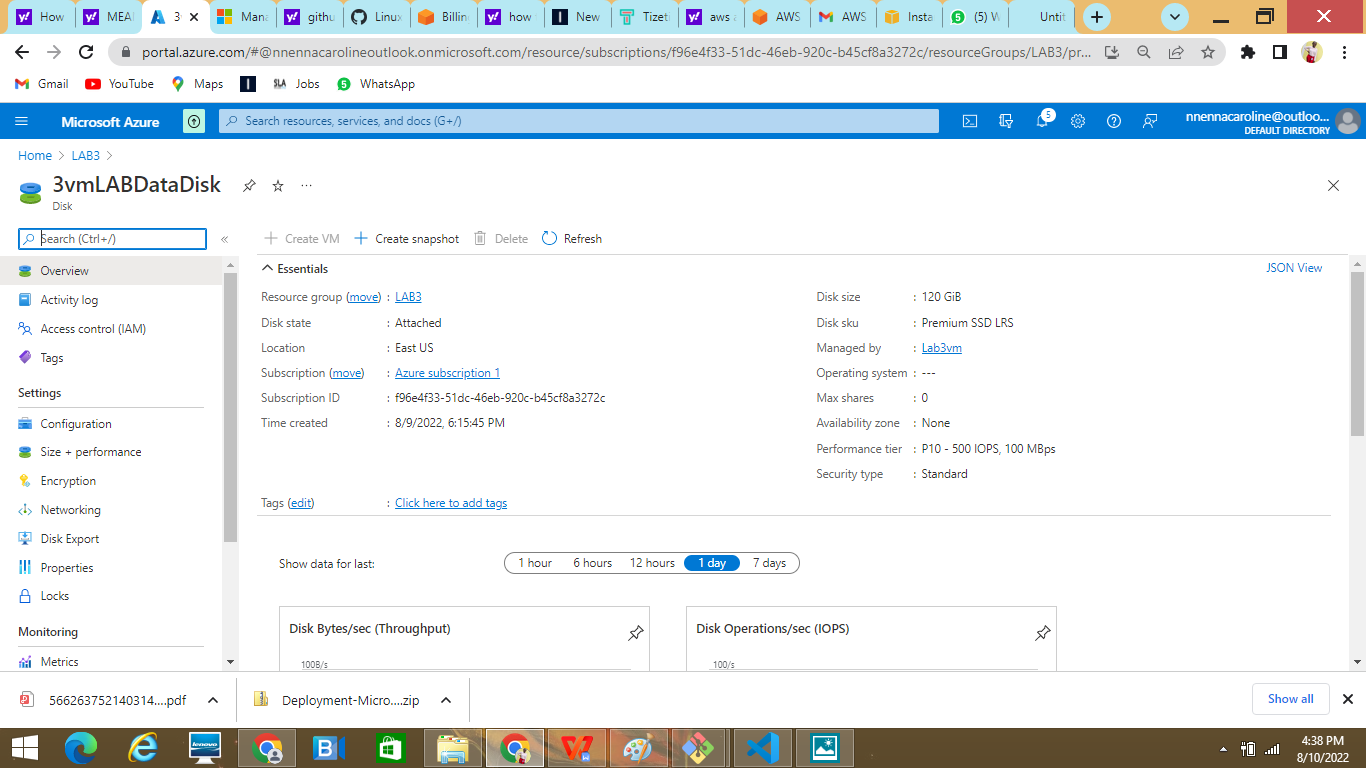 How
MEA
3
Mana
githu
Linux
Billin
how
New
Tizeti
aws a
AWS
AWS
Insta
(5) W
Untit
portal.azure.com/#@nnennacarolineoutlook.onmicrosoft.com/resource/subscriptions/f96e4f33-51dc-46eb-920c-b45cf8a3272c/resourceGroups/LAB3/pr...
Gmail YouTube Maps SLA Jobs WhatsApp
Microsoft Azure Search resources, services, and docs (G+/) 5 nnennacaroline@outloo...
DEFAULT DIRECTORY
Home > LAB3 >
3vmLABDataDisk ...
Disk
Search (Ctrl+/) «
Create VM Create snapshot Delete Refresh
Overview
Activity log
Access control (IAM)
Tags
Settings
Configuration
Size + performance
Encryption
Networking
Disk Export
Properties
Locks
Monitoring
Metrics
Essentials JSON View
Resource group (move) : LAB3
Disk state : Attached
Location : East US
Subscription (move) : Azure subscription 1
Subscription ID : f96e4f33-51dc-46eb-920c-b45cf8a3272c
Time created : 8/9/2022, 6:15:45 PM
Disk size : 120 GiB
Disk sku : Premium SSD LRS
Managed by : Lab3vm
Operating system : ---
Max shares : 0
Availability zone : None
Performance tier : P10 - 500 IOPS, 100 MBps
Security type : Standard
Tags (edit) : Click here to add tags
Show data for last: 1 hour 6 hours 12 hours 1 day 7 days
Disk Bytes/sec (Throughput)
100B/s
Disk Operations/sec (IOPS)
100/s
566263752140314....pdf Deployment-Micro....zip Show all
lenovo
4:38 PM
8/10/2022